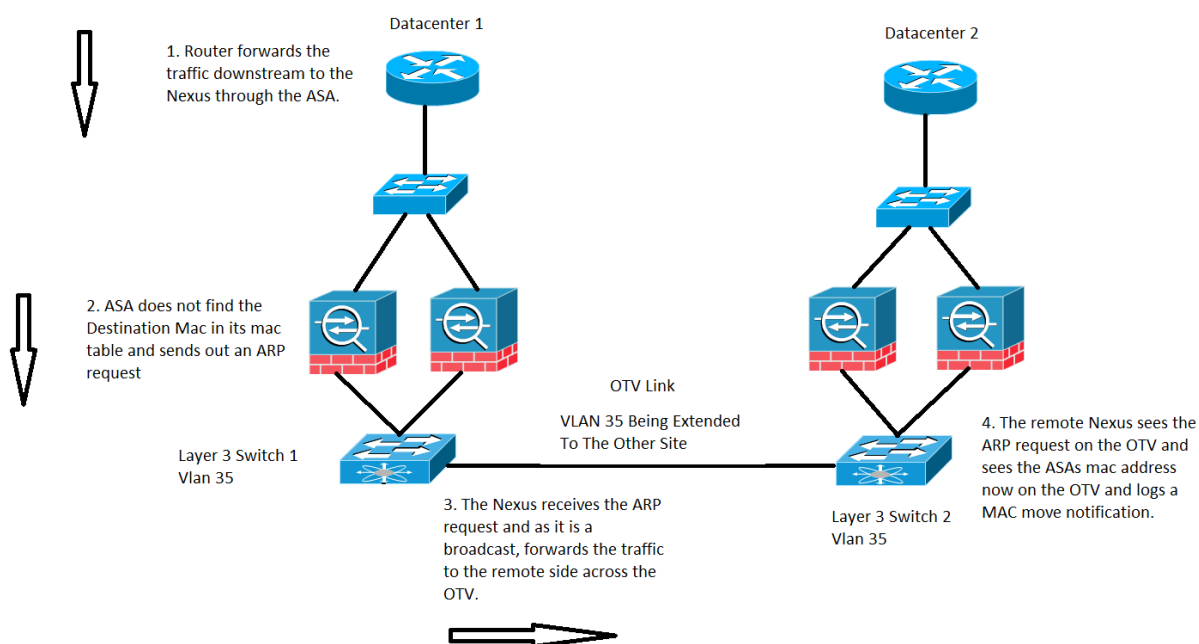 Datacenter 1
Datacenter 2
1. Router forwards the
traffic downstream to the
Nexus through the ASA.
2. ASA does not find the
Destination Mac in its mac
table and sends out an ARP
request
OTV Link
VLAN 35 Being Extended
To The Other Site
Layer 3 Switch 1
Vlan 35
3. The Nexus receives the ARP
request and as it is a
broadcast, forwards the traffic
to the remote side across the
OTV.
4. The remote Nexus sees the
ARP request on the OTV and
sees the ASAs mac address
now on the OTV and logs a
MAC move notification.
Layer 3 Switch 2
Vlan 35